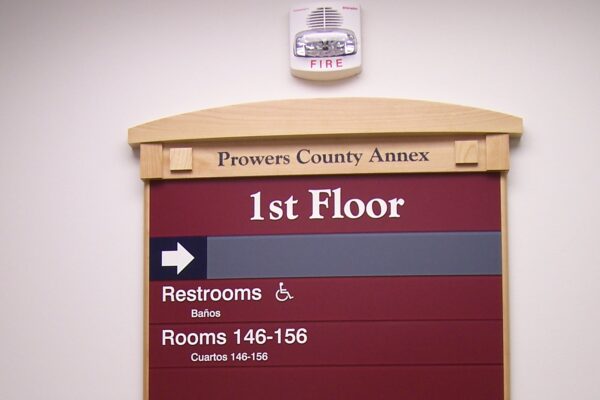 FIRE
Prowers County Annex
1st Floor
Restrooms
Baños
Rooms 146-156
Cuartos 146-156